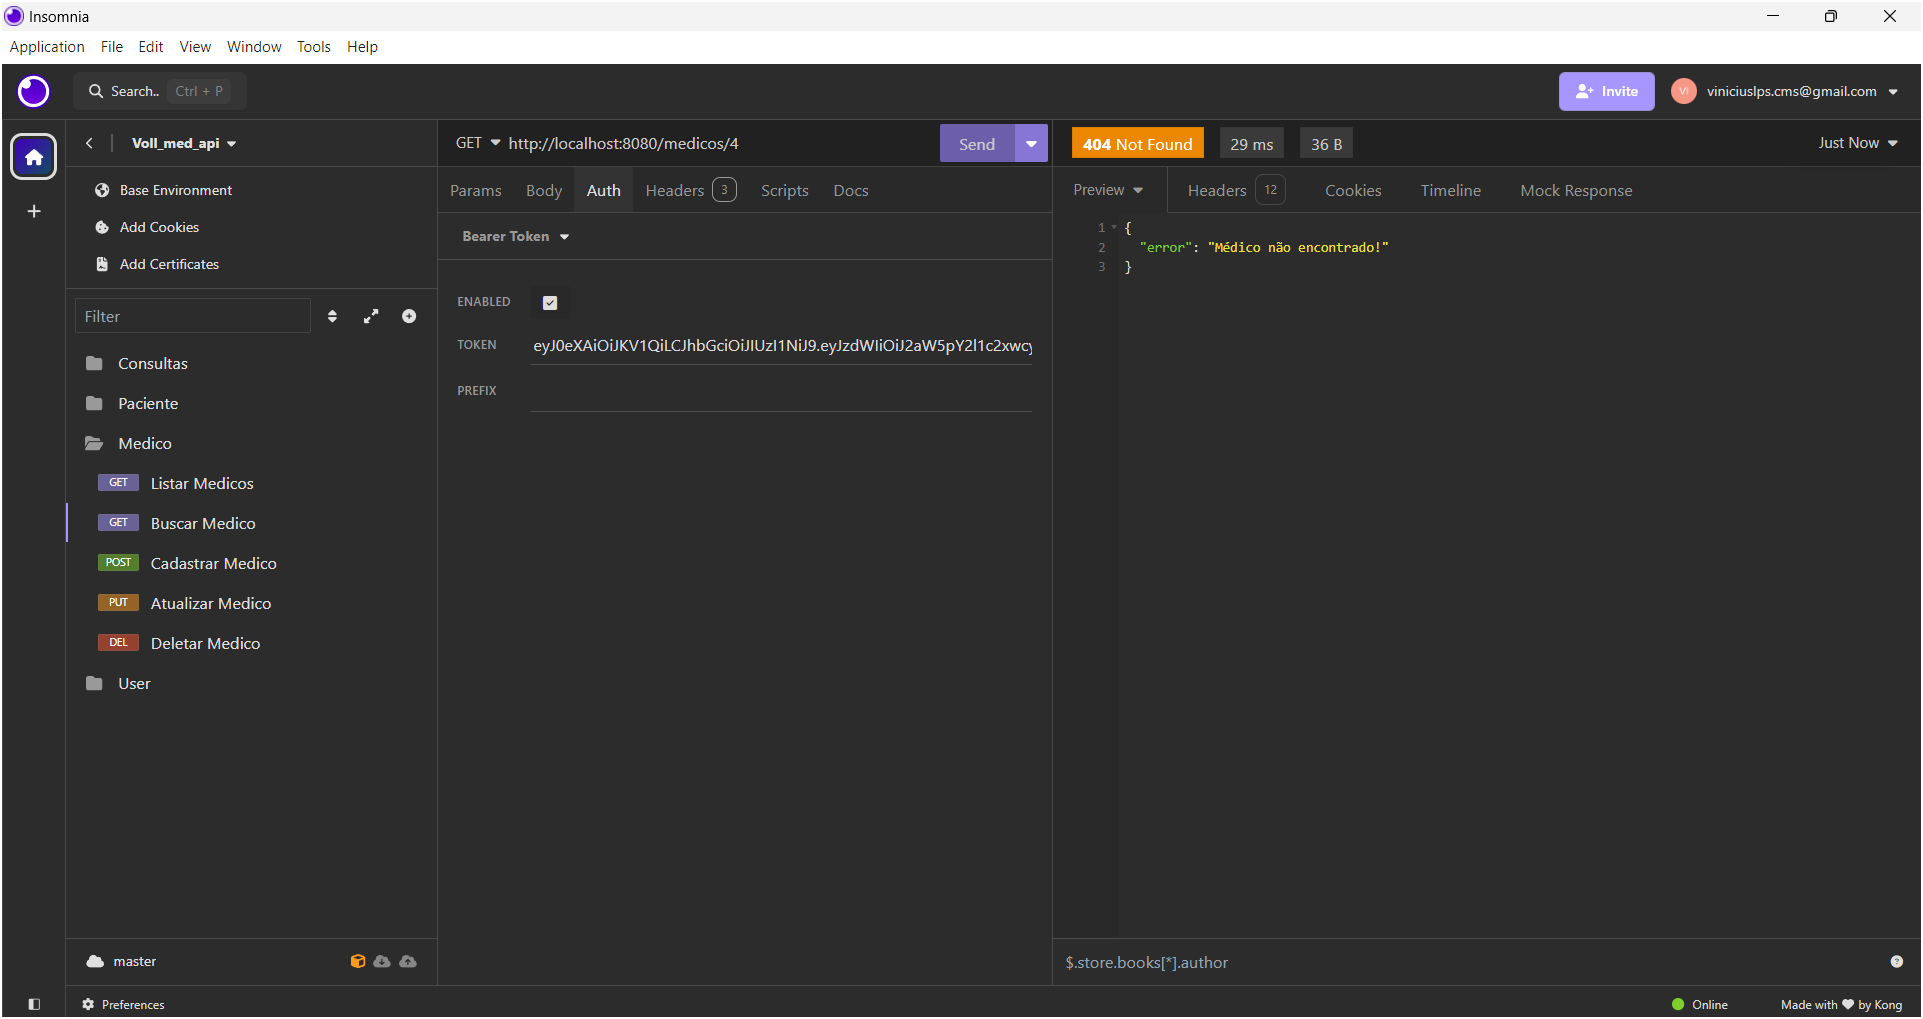 Insomnia
Application File Edit View Window Tools Help
Search.. Ctrl + P
Invite
VI viniciuslps.cms@gmail.com
Voll_med_api
GET http://localhost:8080/medicos/4
Send
404 Not Found
29 ms
36 B
Just Now
Base Environment
Add Cookies
Add Certificates
Filter
Consultas
Paciente
Medico
GET Listar Medicos
GET Buscar Medico
POST Cadastrar Medico
PUT Atualizar Medico
DEL Deletar Medico
User
master
Params Body Auth Headers 3 Scripts Docs
Bearer Token
ENABLED
TOKEN eyJ0eXAiOiJKV1QiLCJhbGciOiJIUzI1NiJ9.eyJzdWIiOiJ2aW5pY2l1c2xwcy
PREFIX
Preview Headers 12 Cookies Timeline Mock Response
1 {
2 "error": "Médico não encontrado!"
3 }
$.store.books[*].author
Preferences
Online
Made with by Kong